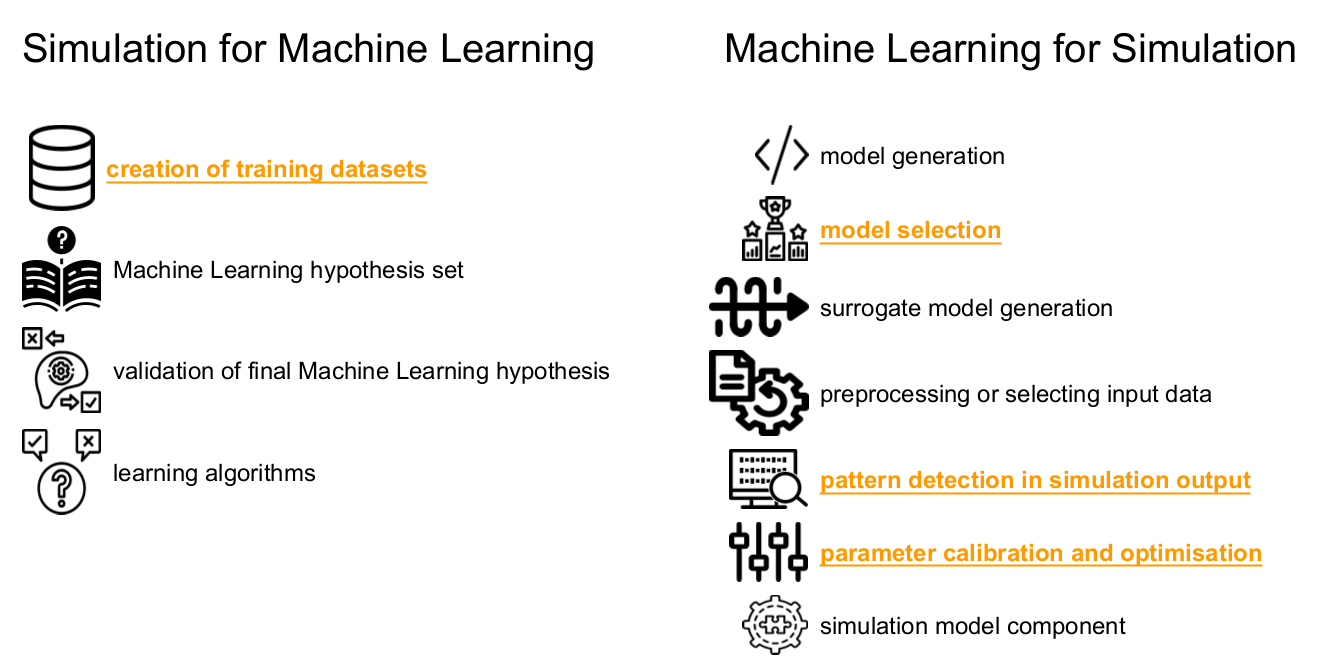 Simulation for Machine Learning
creation of training datasets
Machine Learning hypothesis set
validation of final Machine Learning hypothesis
learning algorithms
Machine Learning for Simulation
model generation
model selection
surrogate model generation
preprocessing or selecting input data
pattern detection in simulation output
parameter calibration and optimisation
simulation model component